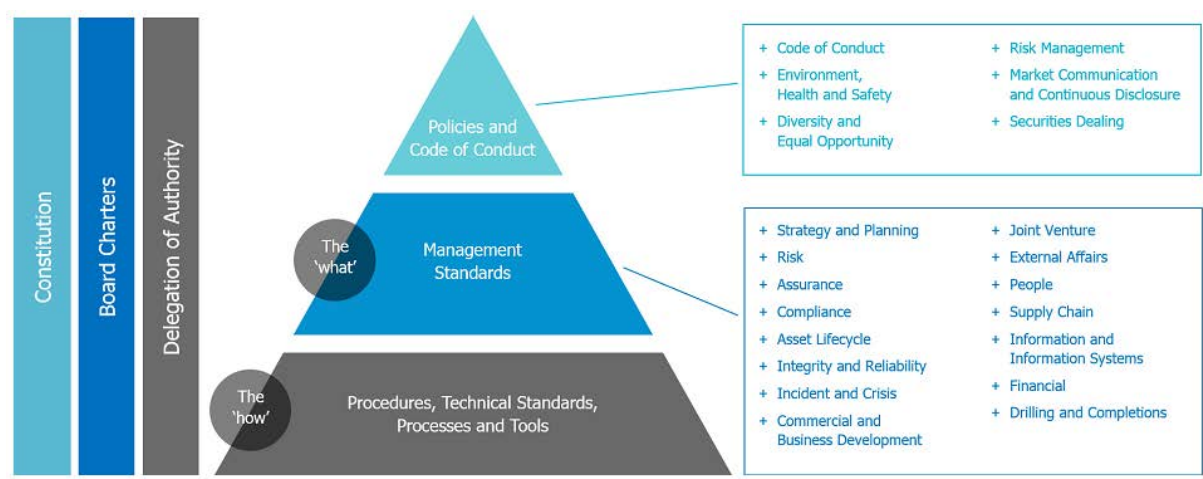 Constitution
Board Charters
Delegation of Authority
Policies and
Code of Conduct
The
‘what’
Management
Standards
The
‘how’
Procedures, Technical Standards,
Processes and Tools
+ Code of Conduct
+ Environment,
Health and Safety
+ Diversity and
Equal Opportunity
+ Risk Management
+ Market Communication
and Continuous Disclosure
+ Securities Dealing
+ Strategy and Planning
+ Risk
+ Assurance
+ Compliance
+ Asset Lifecycle
+ Integrity and Reliability
+ Incident and Crisis
+ Commercial and
Business Development
+ Joint Venture
+ External Affairs
+ People
+ Supply Chain
+ Information and
Information Systems
+ Financial
+ Drilling and Completions